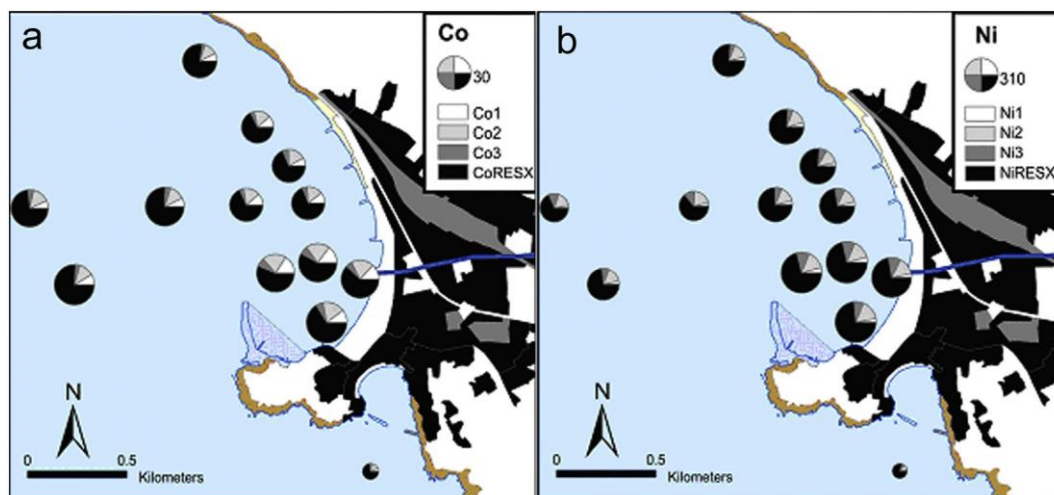 a
Co
30
Co1
Co2
Co3
CoRESX
N
0 0.5
Kilometers
b
Ni
310
Ni1
Ni2
Ni3
NiRESX
N
0 0.5
Kilometers